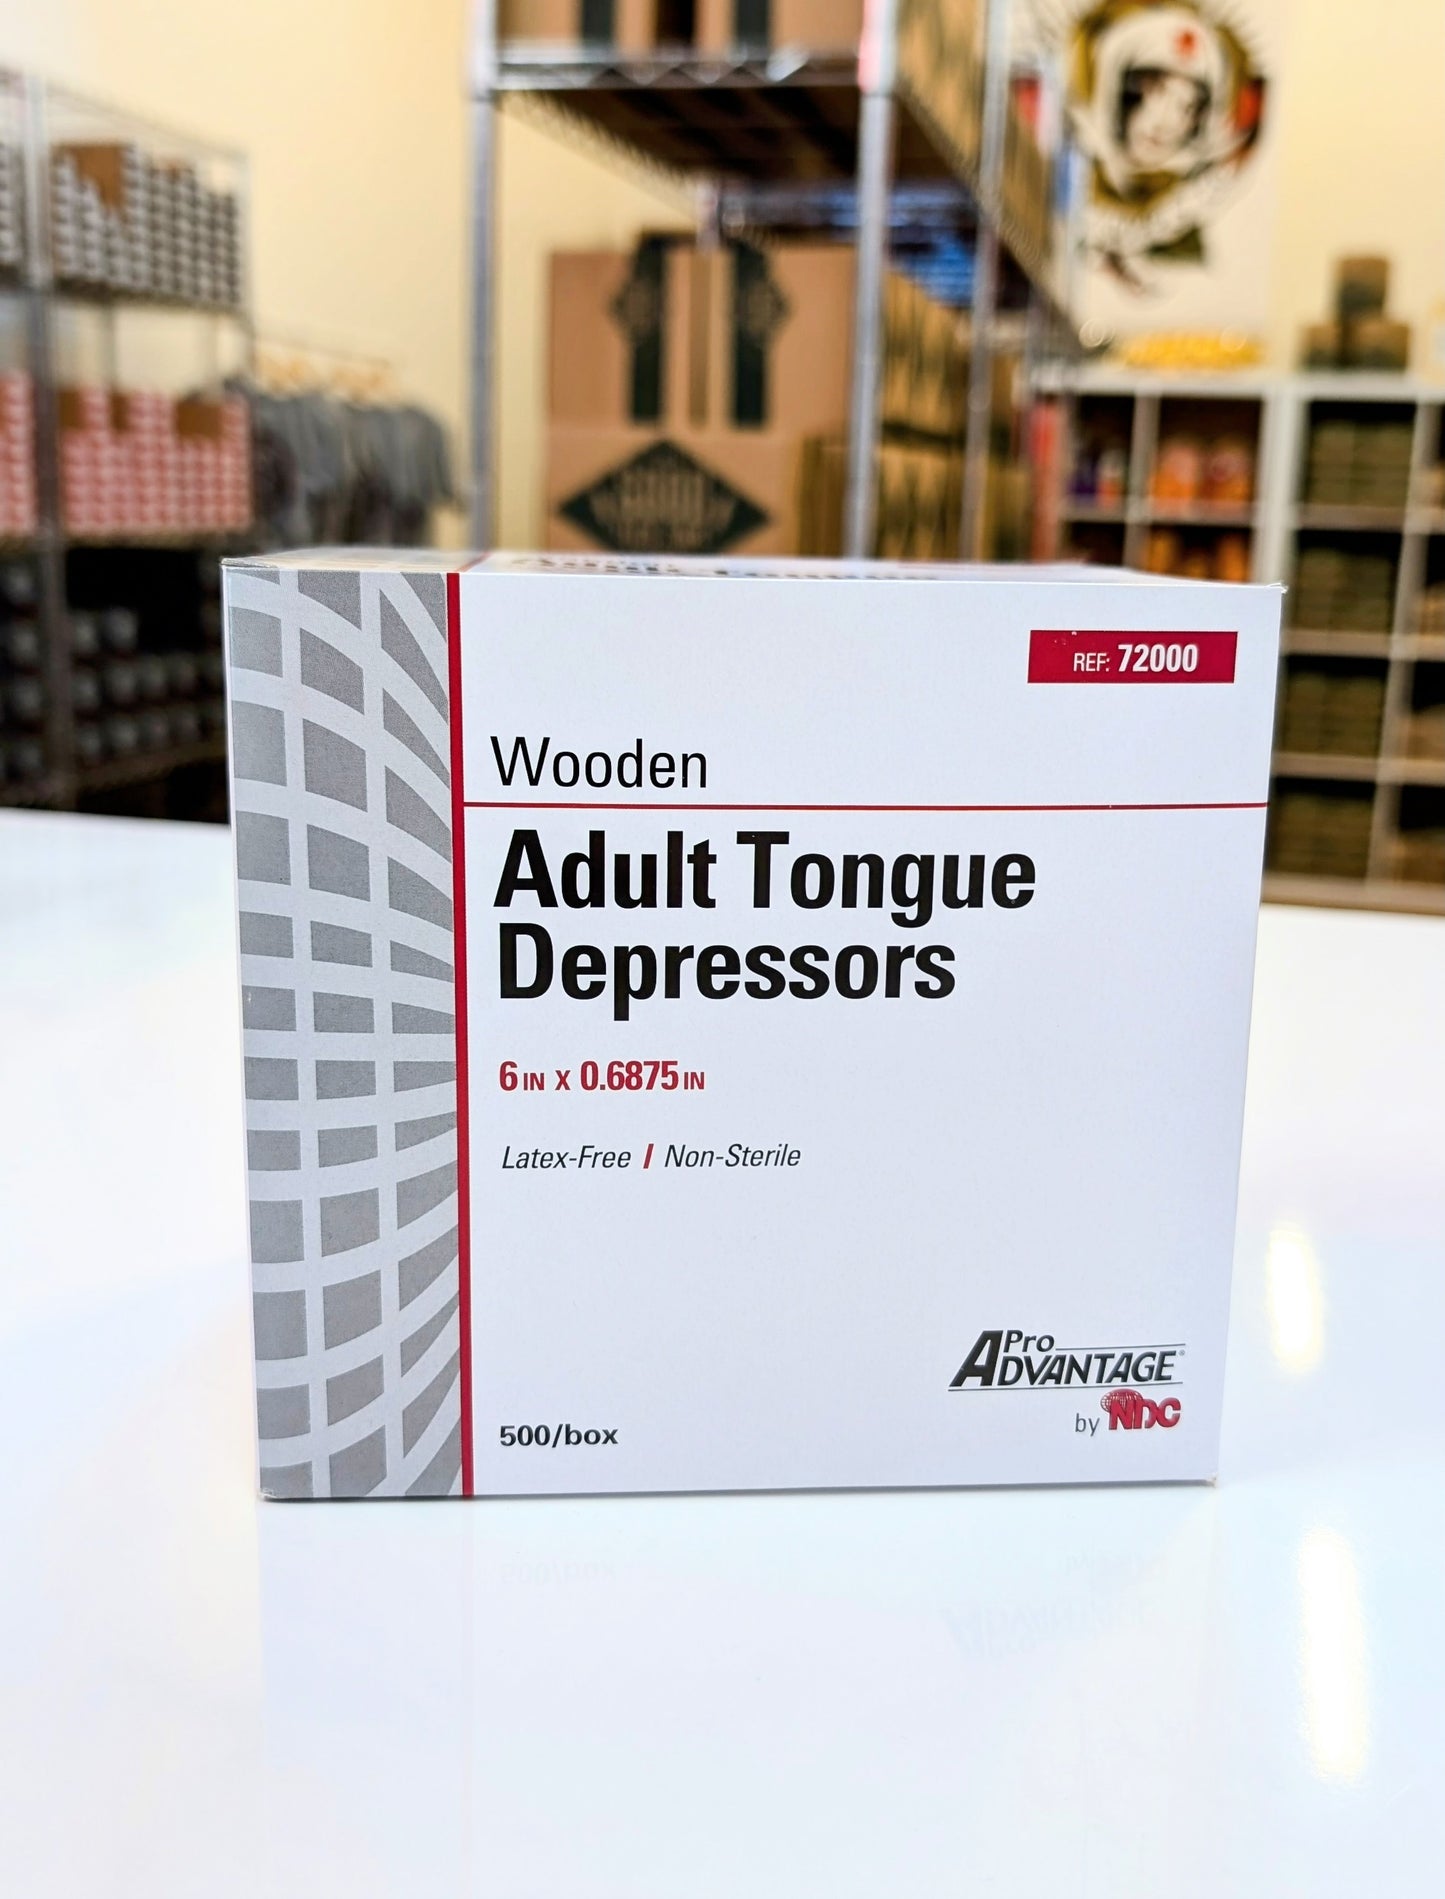 REF: 72000
Wooden
Adult Tongue
Depressors
6 IN X 0.6875 IN
Latex-Free / Non-Sterile
Pro
ADVANTAGE®
by NDC
500/box